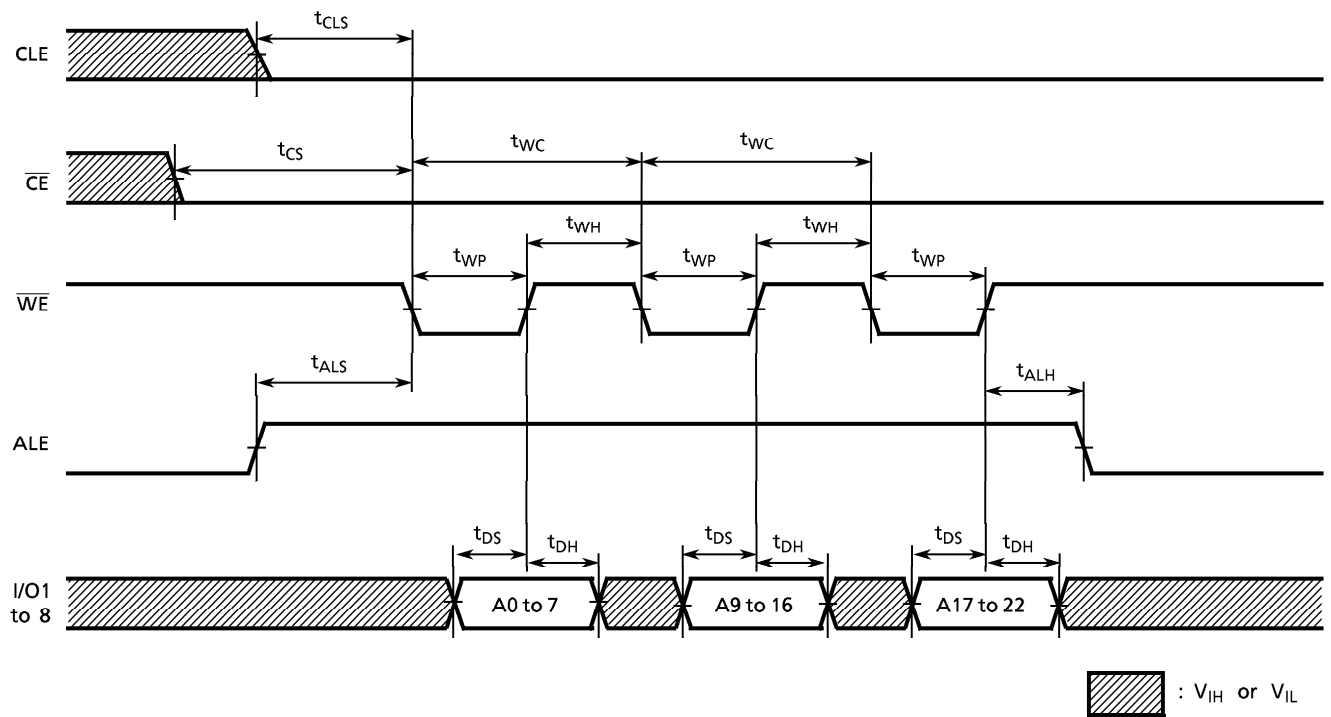 tCLS
CLE
tCS
tWC
tWC
CE
tWH
tWH
tWP
tWP
tWP
WE
tALS
tALH
ALE
tDS
tDH
tDS
tDH
tDS
tDH
I/O1
to 8
A0 to 7
A9 to 16
A17 to 22
: VIH or VIL